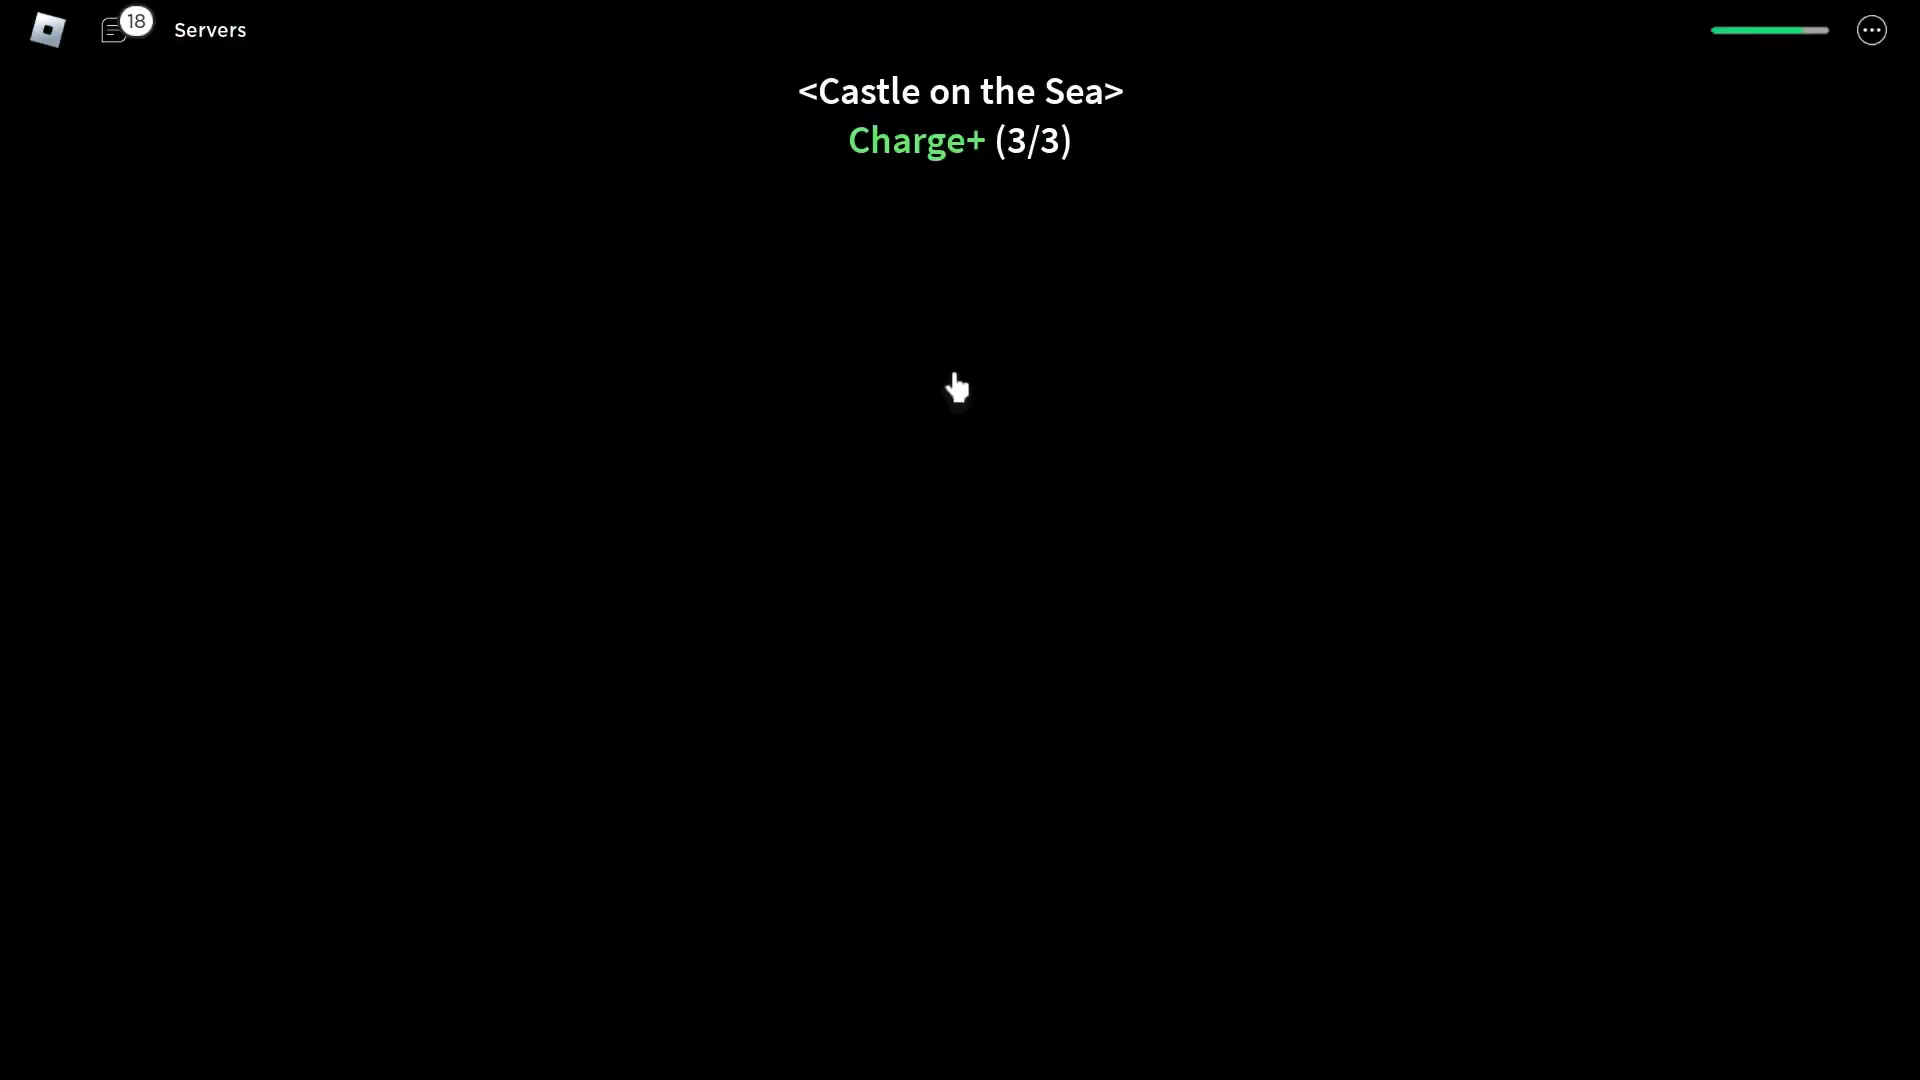 18
Servers
<Castle on the Sea>
Charge+ (3/3)